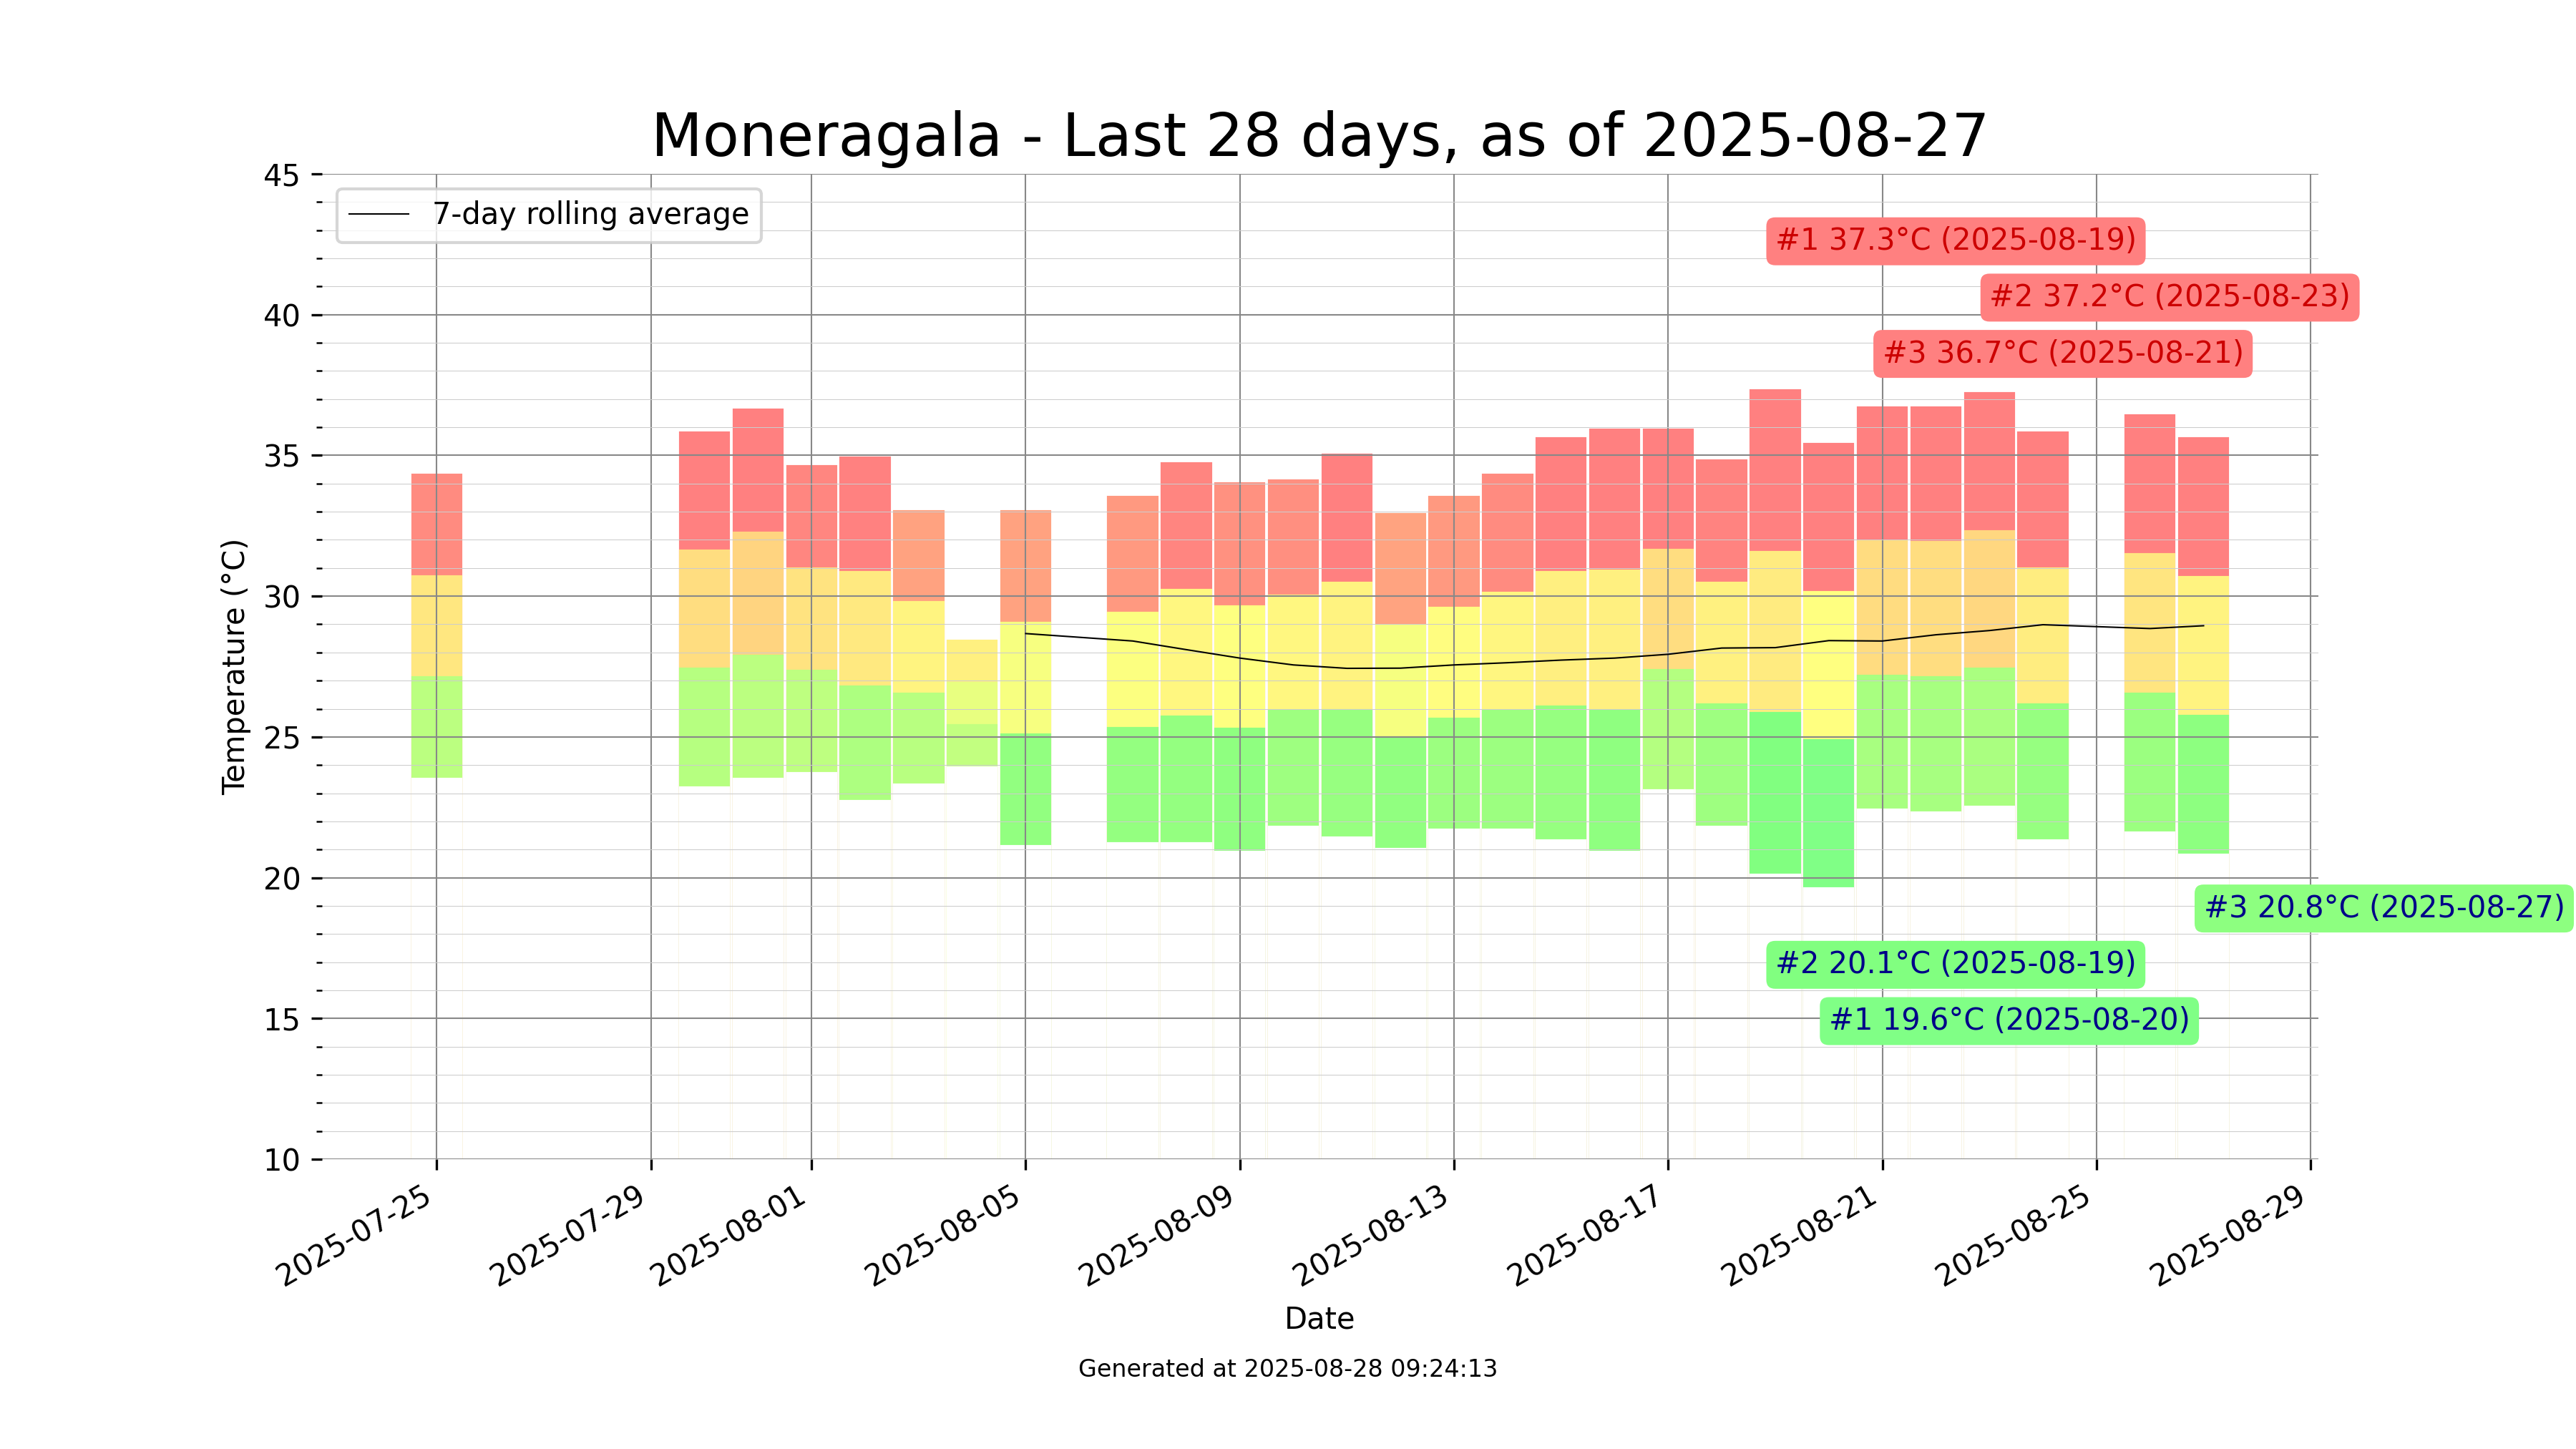 Moneragala - Last 28 days, as of 2025-08-27
7-day rolling average
#1 37.3°C (2025-08-19)
#2 37.2°C (2025-08-23)
#3 36.7°C (2025-08-21)
#3 20.8°C (2025-08-27)
#2 20.1°C (2025-08-19)
#1 19.6°C (2025-08-20)
Temperature (°C)
45
40
35
30
25
20
15
10
2025-07-25
2025-07-29
2025-08-01
2025-08-05
2025-08-09
2025-08-13
2025-08-17
2025-08-21
2025-08-25
2025-08-29
Date
Generated at 2025-08-28 09:24:13